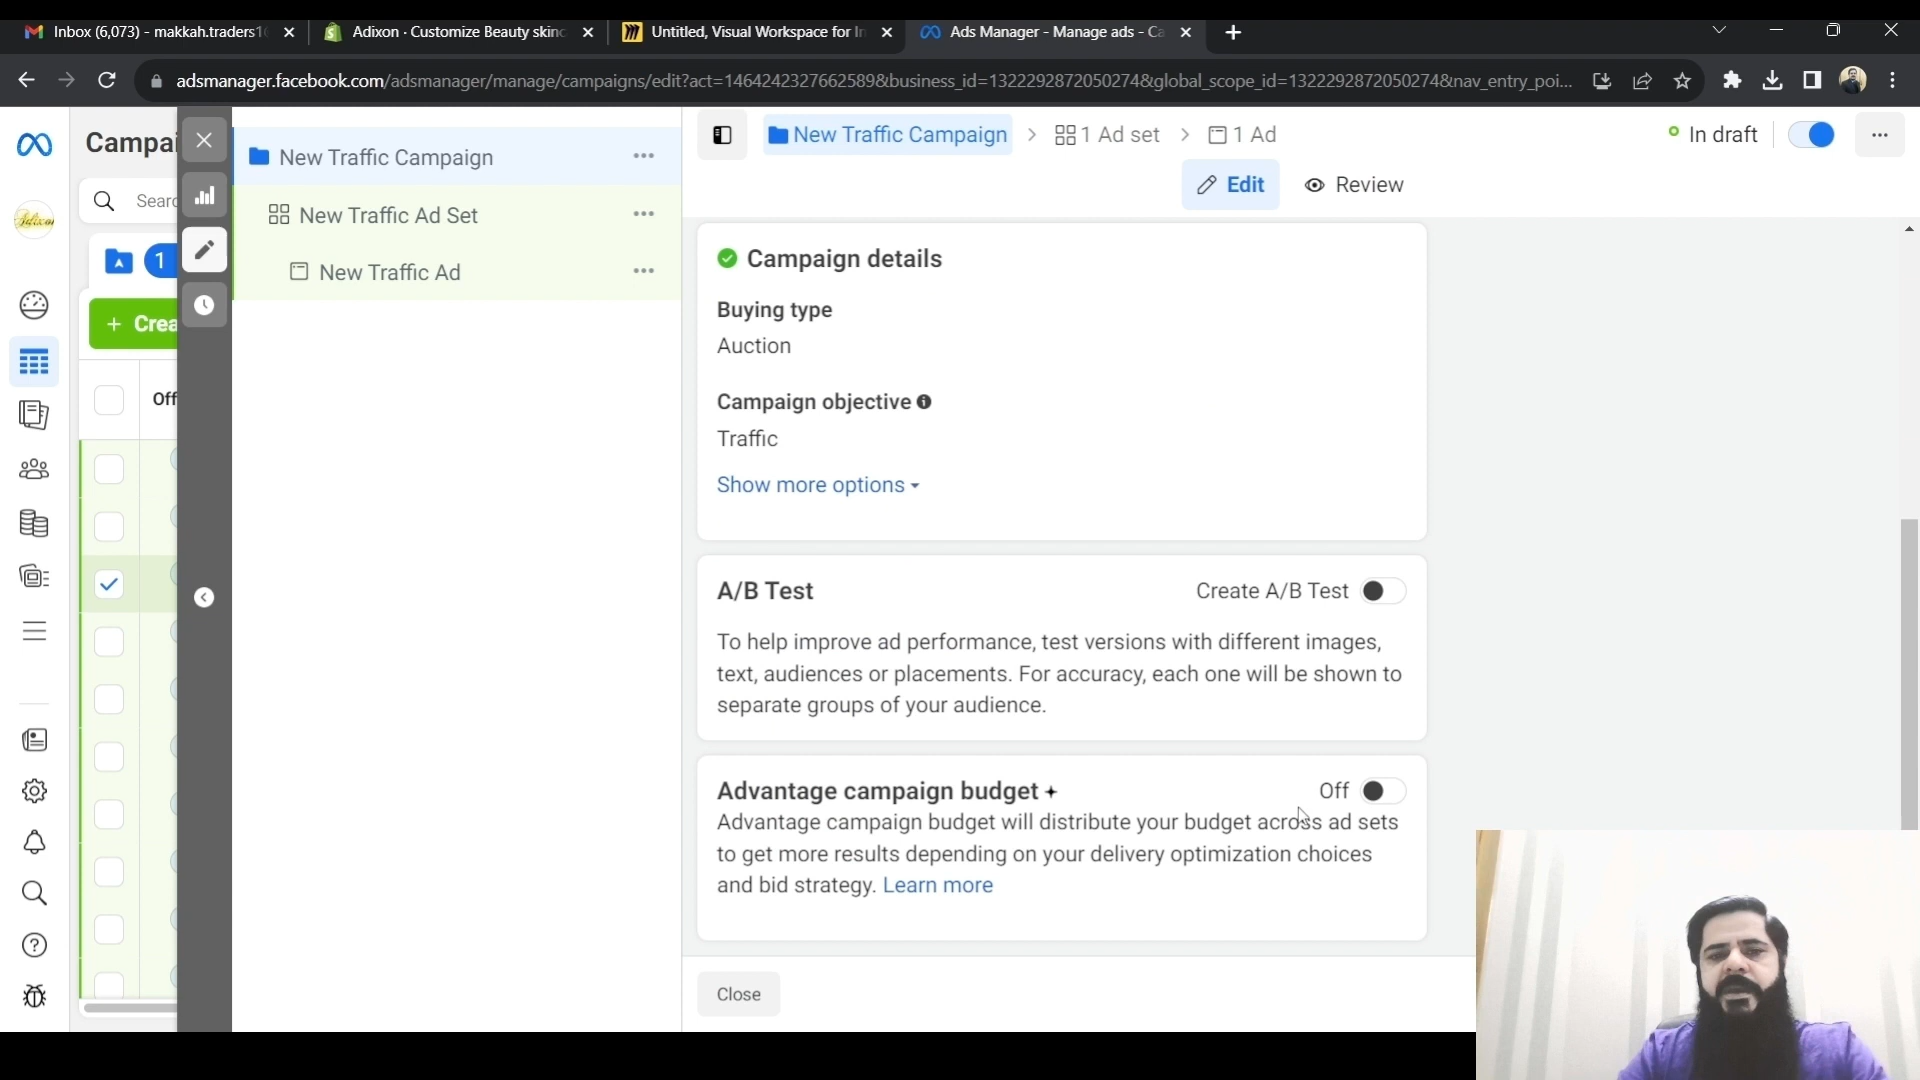 Inbox (6,073) - makkah.traders1
Adixon · Customize Beauty skinc
Untitled, Visual Workspace for In
Ads Manager - Manage ads - Ca
adsmanager.facebook.com/adsmanager/manage/campaigns/edit?act=1464242327662589&business_id=1322292872050274&global_scope_id=1322292872050274&nav_entry_poi...
Campai
Searc
1
+ Crea
Off
New Traffic Campaign
New Traffic Ad Set
New Traffic Ad
New Traffic Campaign > 1 Ad set > 1 Ad
In draft
Edit
Review
Campaign details
Buying type
Auction
Campaign objective
Traffic
Show more options
A/B Test
Create A/B Test
To help improve ad performance, test versions with different images,
text, audiences or placements. For accuracy, each one will be shown to
separate groups of your audience.
Advantage campaign budget +
Off
Advantage campaign budget will distribute your budget across ad sets
to get more results depending on your delivery optimization choices
and bid strategy. Learn more
Close